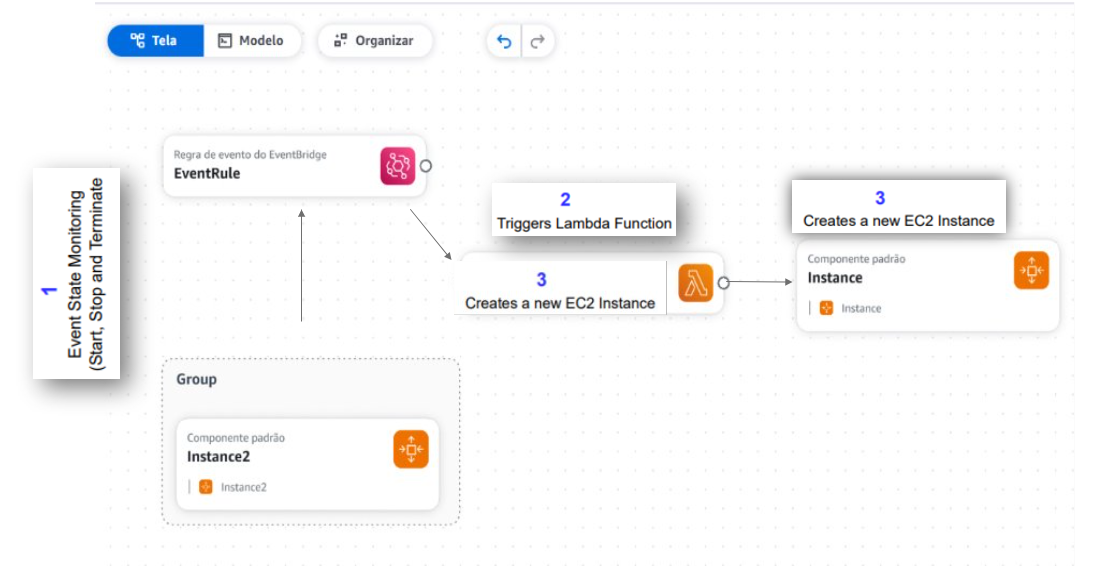 Tela
Modelo
Organizar
Regra de evento do EventBridge
EventRule
1
Event State Monitoring
(Start, Stop and Terminate
2
Triggers Lambda Function
3
Creates a new EC2 Instance
3
Creates a new EC2 Instance
Componente padrão
Instance
Instance
Group
Componente padrão
Instance2
Instance2